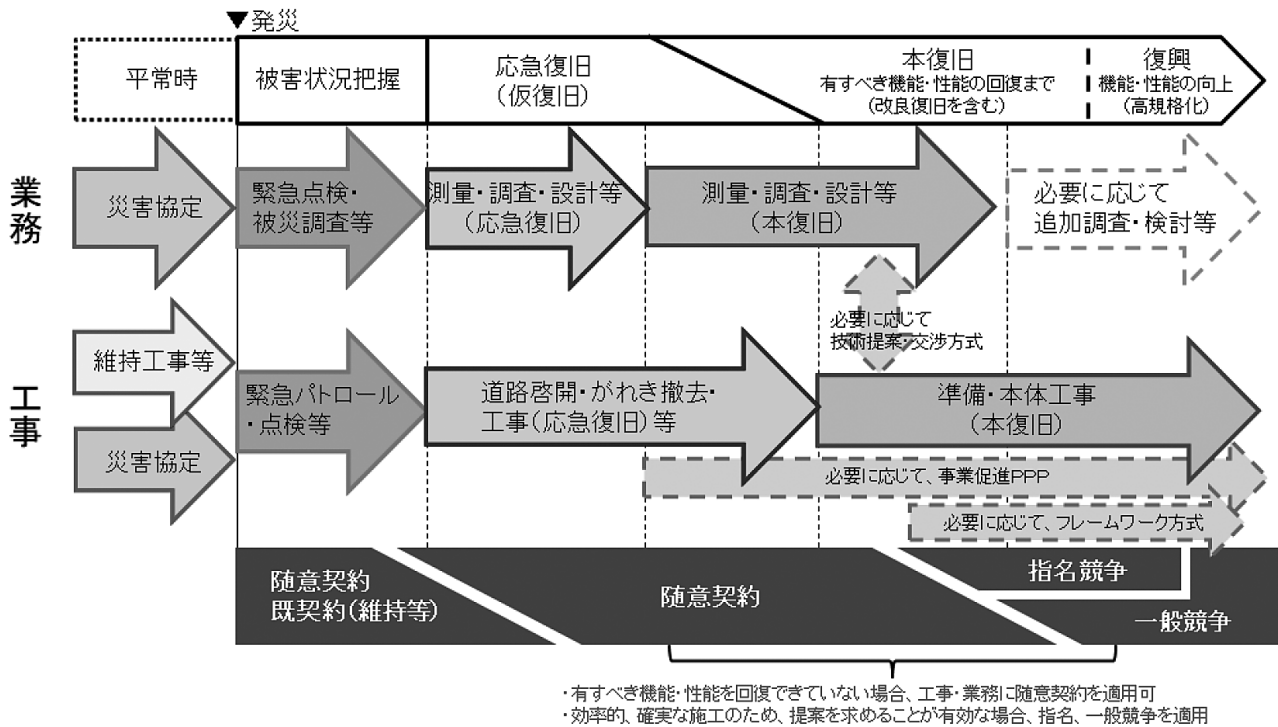 ▼発災
平常時
被害状況把握
応急復旧
(仮復旧)
本復旧
有すべき機能・性能の回復まで
(改良復旧を含む)
復興
機能・性能の向上
(高規格化)
業務
災害協定
緊急点検・
被災調査等
測量・調査・設計等
(応急復旧)
測量・調査・設計等
(本復旧)
必要に応じて
追加調査・検討等
必要に応じて
技術提案・交渉方式
工事
維持工事等
災害協定
緊急パトロール
・点検等
道路啓開・がれき撤去・
工事(応急復旧)等
準備・本体工事
(本復旧)
必要に応じて、事業促進PPP
必要に応じて、フレームワーク方式
随意契約
既契約(維持等)
随意契約
指名競争
一般競争
・有すべき機能・性能を回復できていない場合、工事・業務に随意契約を適用可
・効率的、確実な施工のため、提案を求めることが有効な場合、指名、一般競争を適用